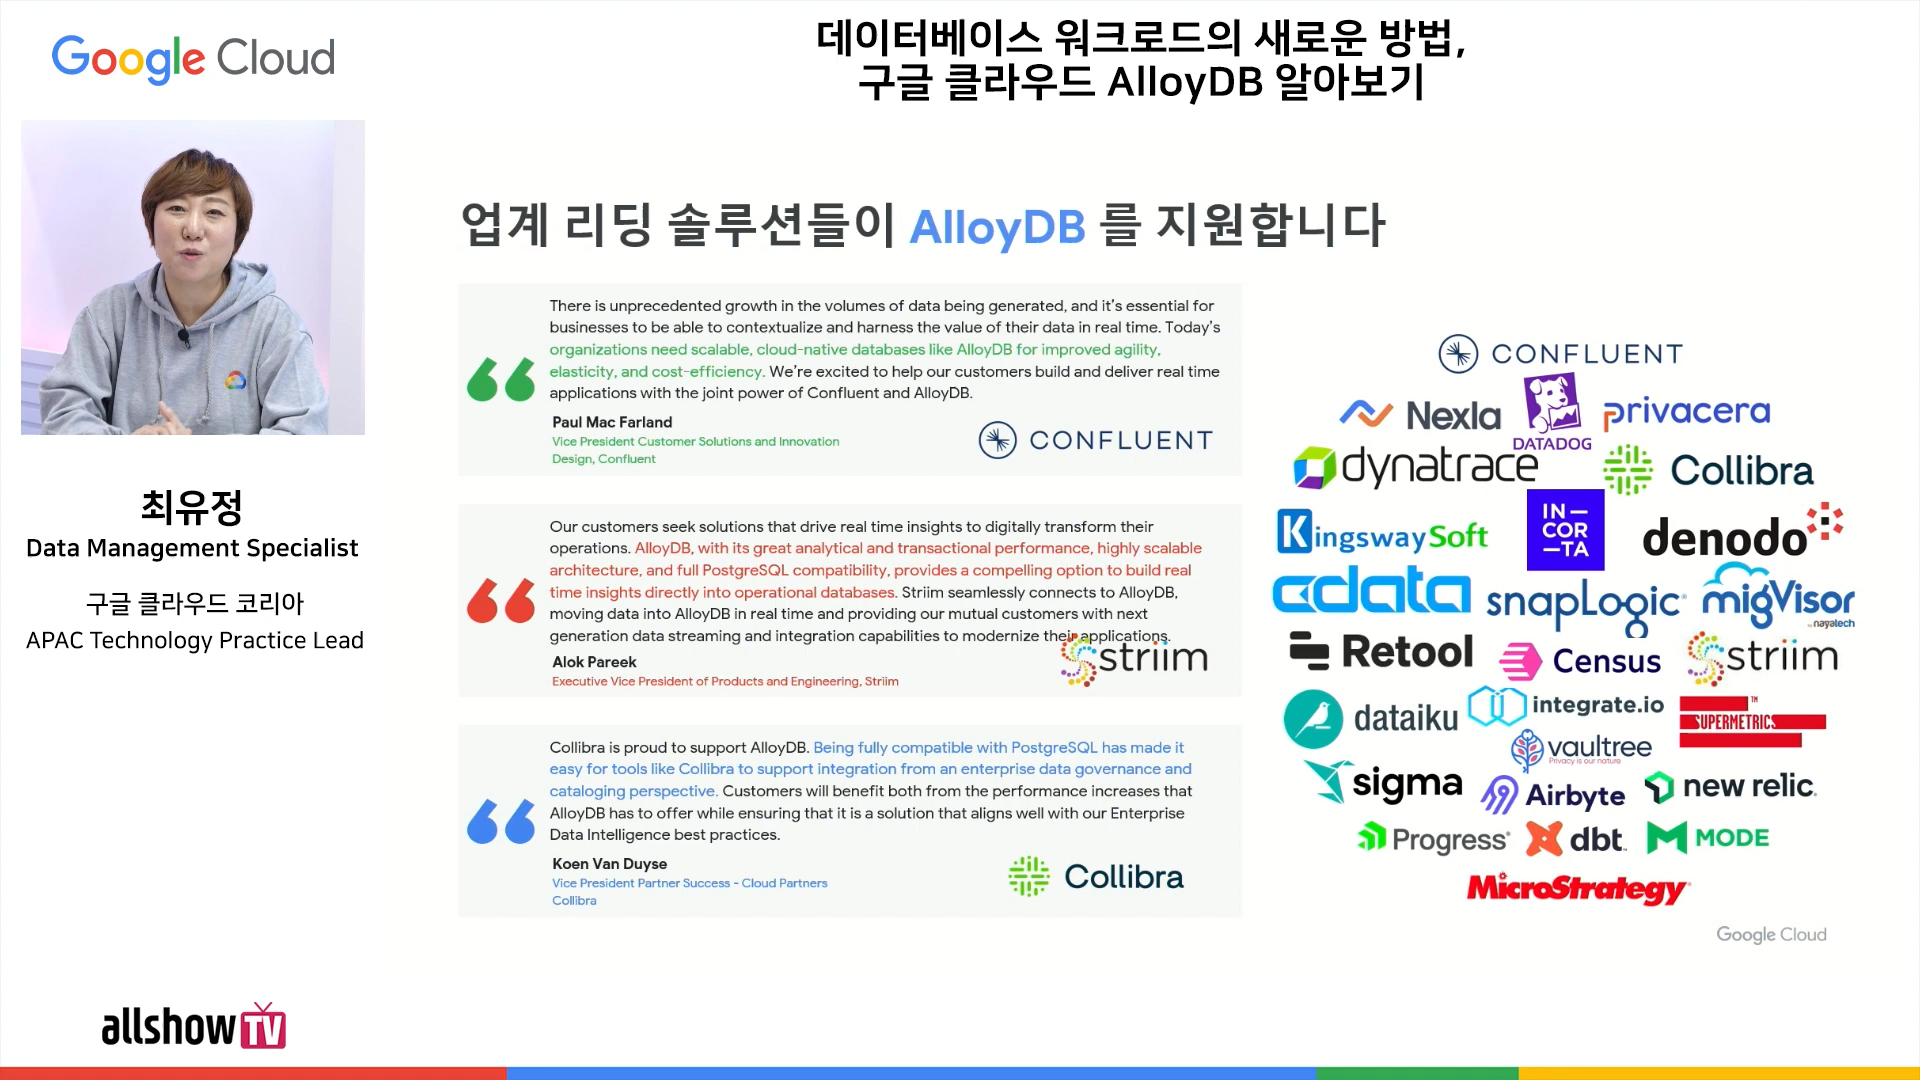 Google Cloud
데이터베이스 워크로드의 새로운 방법,
구글 클라우드 AlloyDB 알아보기
최유정
Data Management Specialist
구글 클라우드 코리아
APAC Technology Practice Lead
allshowTV
업계 리딩 솔루션들이 AlloyDB 를 지원합니다
There is unprecedented growth in the volumes of data being generated, and it's essential for
businesses to be able to contextualize and harness the value of their data in real time. Today's
organizations need scalable, cloud-native databases like AlloyDB for improved agility,
elasticity, and cost-efficiency. We're excited to help our customers build and deliver real time
applications with the joint power of Confluent and AlloyDB.
Paul Mac Farland
Vice President Customer Solutions and Innovation
Design, Confluent
CONFLUENT
Our customers seek solutions that drive real time insights to digitally transform their
operations. AlloyDB, with its great analytical and transactional performance, highly scalable
architecture, and full PostgreSQL compatibility, provides a compelling option to build real
time insights directly into operational databases. Striim seamlessly connects to AlloyDB,
moving data into AlloyDB in real time and providing our mutual customers with next
generation data streaming and integration capabilities to modernize their applications.
Alok Pareek
Executive Vice President of Products and Engineering, Striim
striim
Collibra is proud to support AlloyDB. Being fully compatible with PostgreSQL has made it
easy for tools like Collibra to support integration from an enterprise data governance and
cataloging perspective. Customers will benefit both from the performance increases that
AlloyDB has to offer while ensuring that it is a solution that aligns well with our Enterprise
Data Intelligence best practices.
Koen Van Duyse
Vice President Partner Success - Cloud Partners
Collibra
Collibra
CONFLUENT
Nexla
DATADOG
privacera
dynatrace
Collibra
KingswaySoft
IN–
COR
–TA
denodo
cdata
snapLogic
migVisor
by nayatech
Retool
Census
striim
dataiku
integrate.io
SUPERMETRICS™
vaultree
Privacy is our nature
sigma
Airbyte
new relic.
Progress®
dbt™
MODE
MicroStrategy
Google Cloud